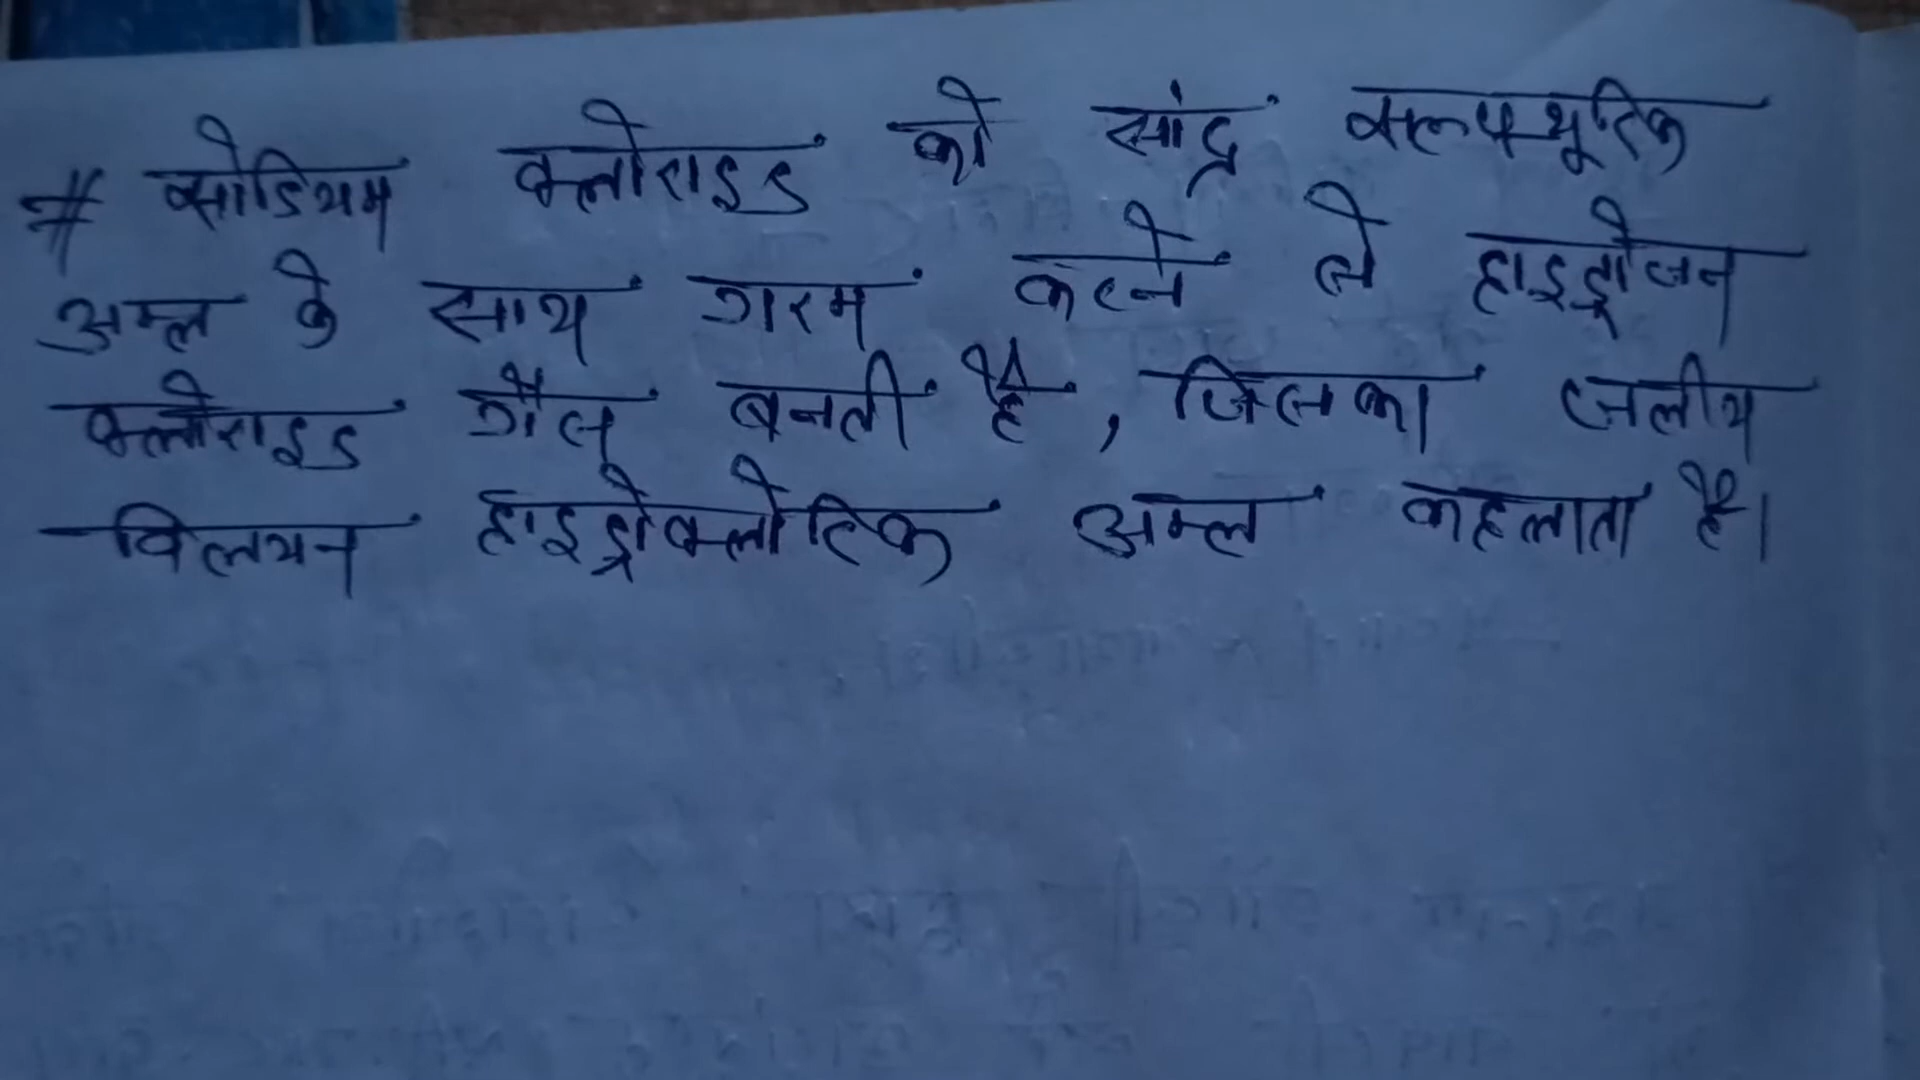 # सोडियम क्लोराइड को सांद्र सल्फ्यूरिक
अम्ल के साथ गरम करने से हाइड्रोजन
क्लोराइड गैस बनती है, जिसका जलीय
विलयन हाइड्रोक्लोरिक अम्ल कहलाता है।